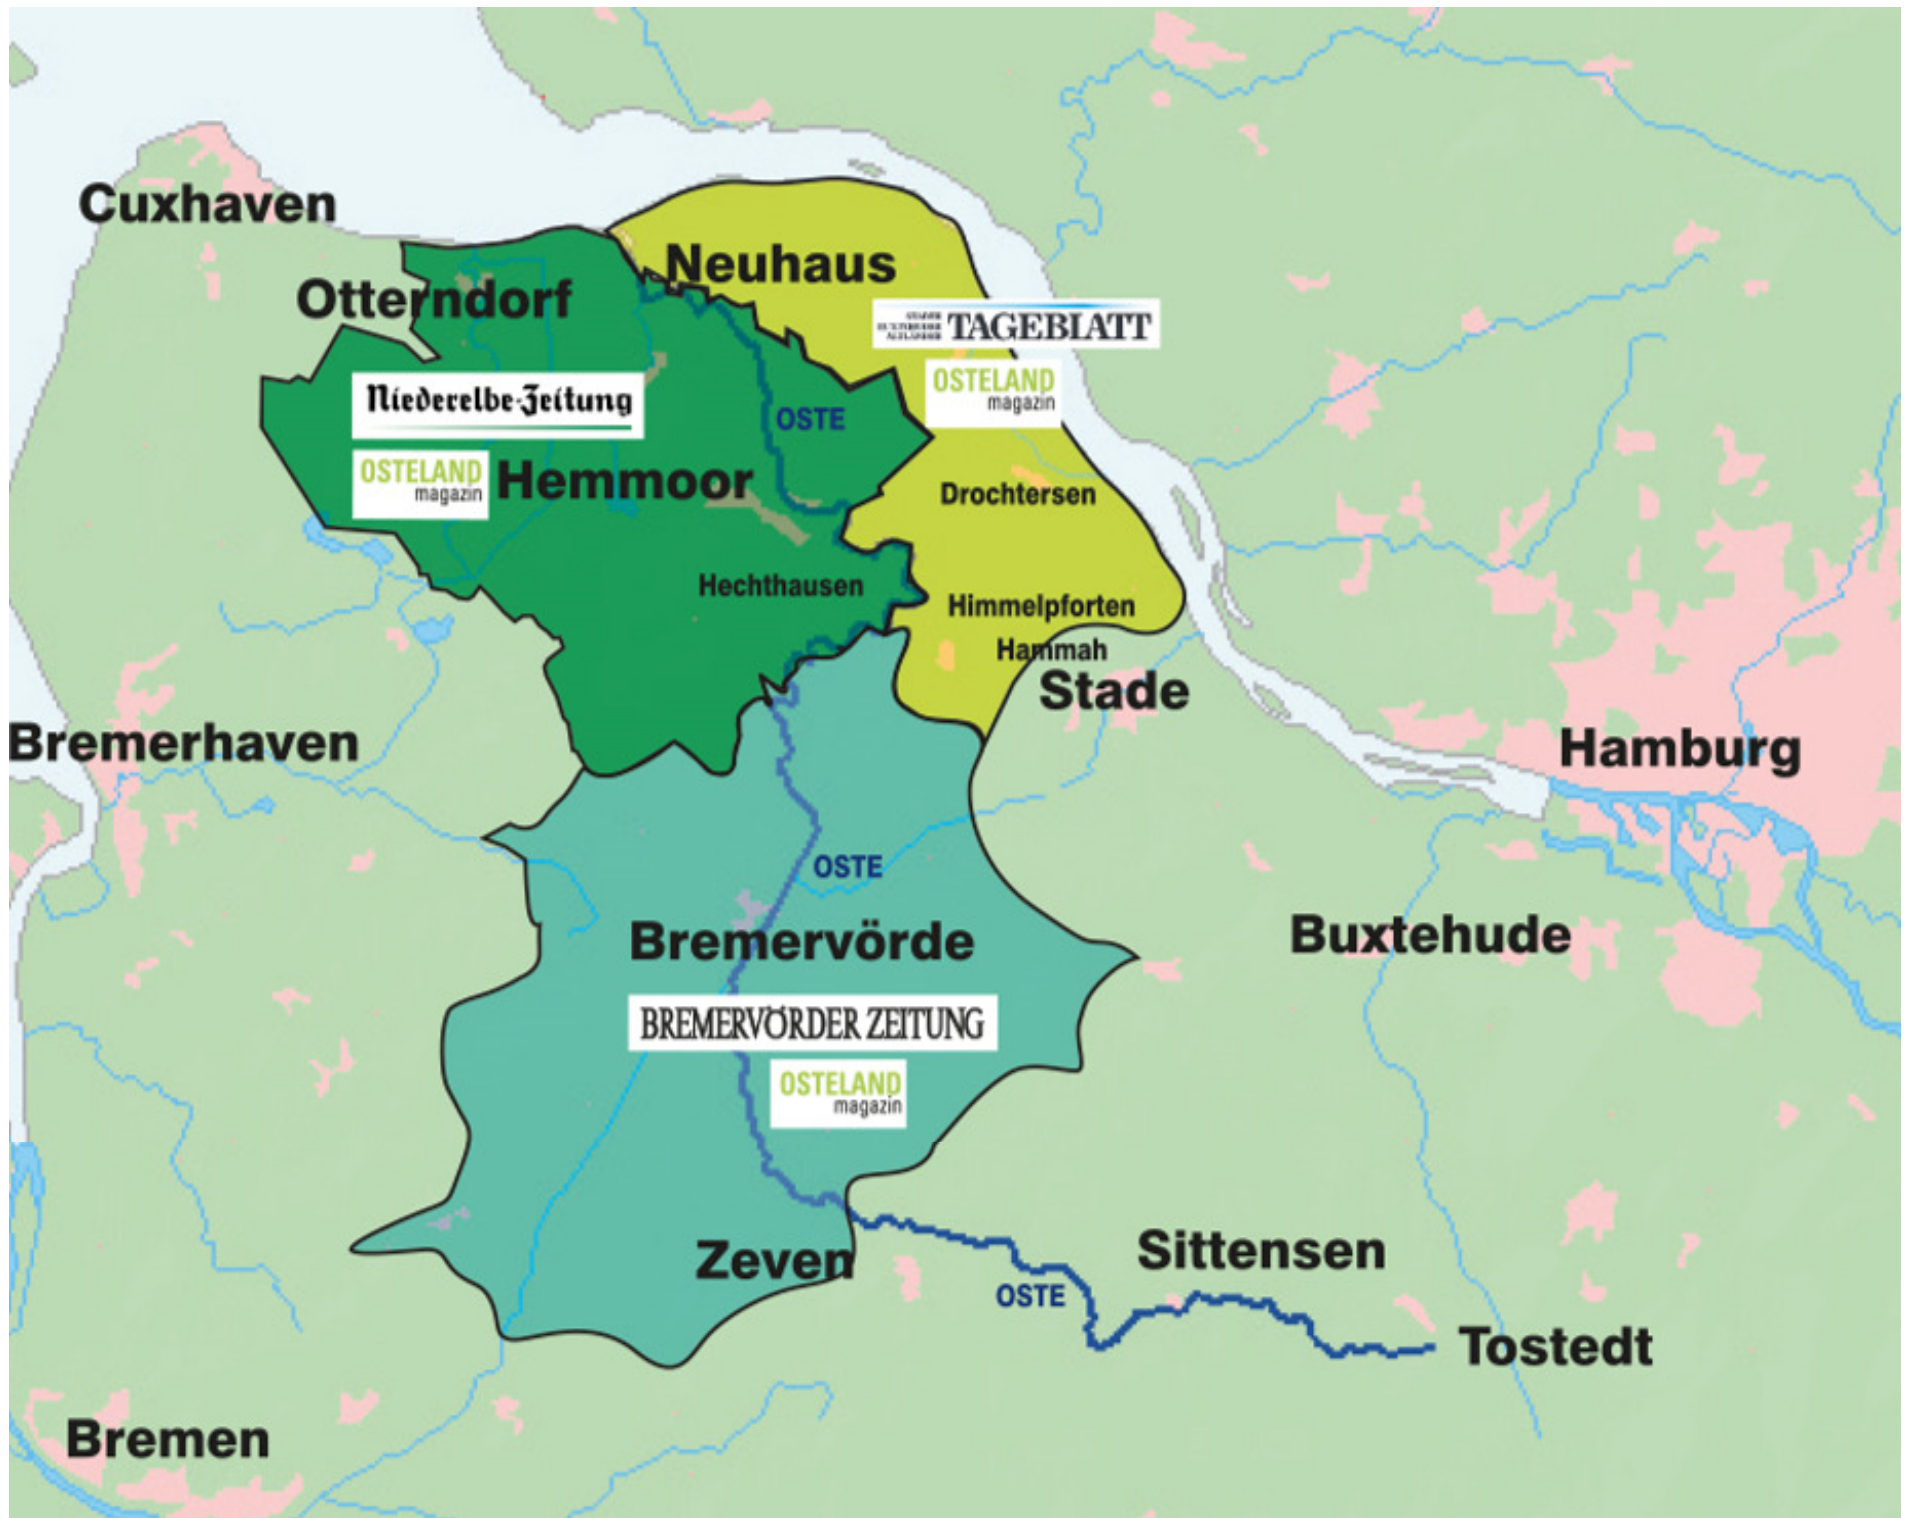 Cuxhaven
Neuhaus
Otterndorf
TAGEBLATT
OSTELAND
magazin
Niederelbe-Zeitung
OSTE
OSTELAND
magazin
Hemmoor
Drochtersen
Hechthausen
Himmelpforten
Hammah
Stade
Bremerhaven
Hamburg
OSTE
Bremervörde
Buxtehude
BREMERVÖRDER ZEITUNG
OSTELAND
magazin
Zeven
Sittensen
OSTE
Tostedt
Bremen